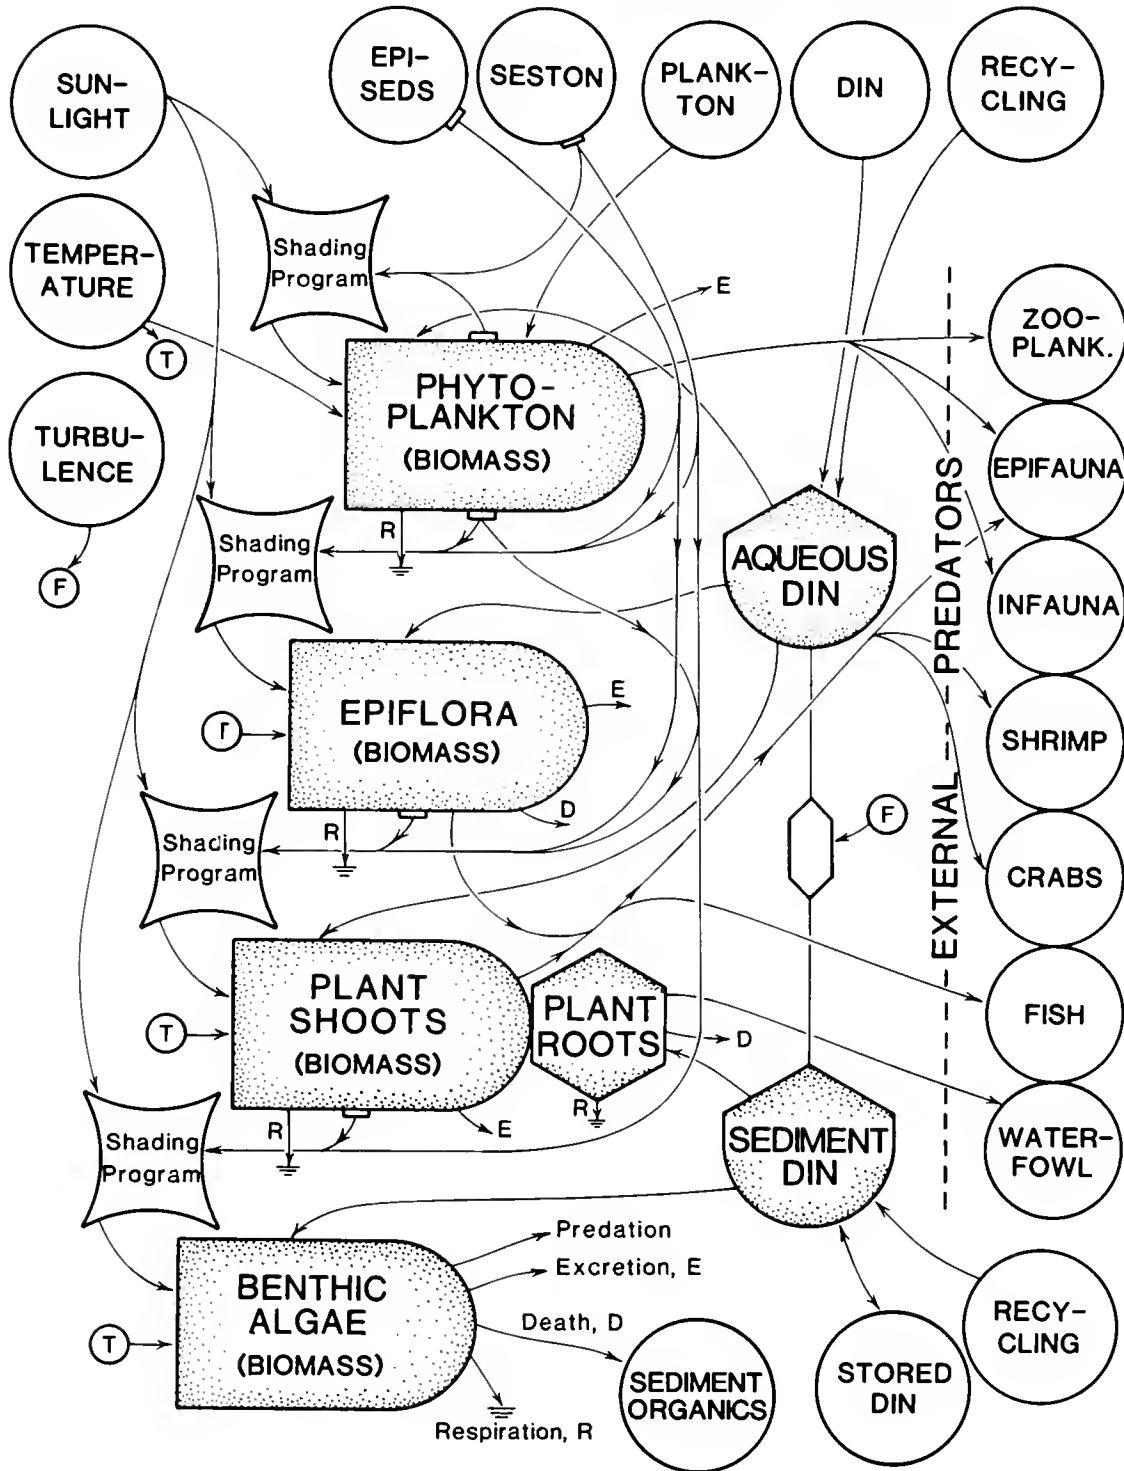 SUN-
LIGHT
EPI-
SEDS
SESTON
PLANK-
TON
DIN
RECY-
CLING
TEMPER-
ATURE
T
TURBU-
LENCE
F
Shading
Program
E
PHYTO-
PLANKTON
(BIOMASS)
R
ZOO-
PLANK.
EPIFAUNA
INFAUNA
SHRIMP
CRABS
FISH
WATER-
FOWL
EXTERNAL PREDATORS
Shading
Program
AQUEOUS
DIN
EPIFLORA
(BIOMASS)
E
D
R
T
F
Shading
Program
PLANT
SHOOTS
(BIOMASS)
T
R
E
PLANT
ROOTS
D
R
Shading
Program
SEDIMENT
DIN
BENTHIC
ALGAE
(BIOMASS)
T
Predation
Excretion, E
Death, D
Respiration, R
SEDIMENT
ORGANICS
STORED
DIN
RECY-
CLING